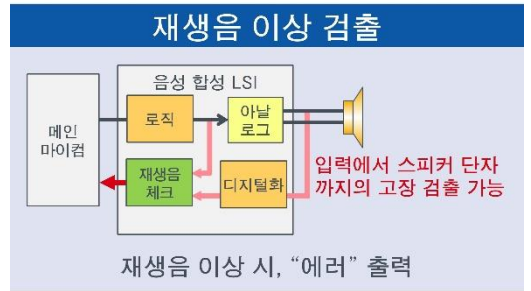 재생음 이상 검출
음성 합성 LSI
메인
마이컴
로직
아날
로그
재생음
체크
디지털화
입력에서 스피커 단자
까지의 고장 검출 가능
재생음 이상 시, “에러” 출력